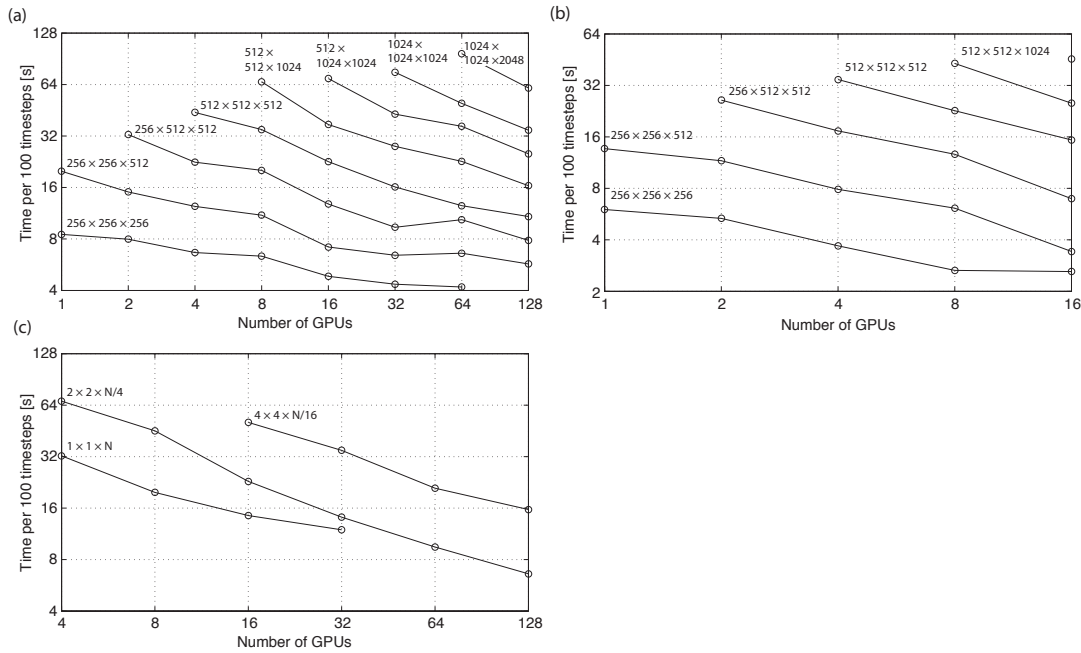 (a)
128
64
32
16
8
4
Time per 100 timesteps [s]
256×256×256
256×256×512
256×512×512
512×512×512
512×
512×1024
512×
1024×1024
1024×
1024×1024
1024×
1024×2048
1 2 4 8 16 32 64 128
Number of GPUs
(b)
64
32
16
8
4
2
Time per 100 timesteps [s]
256×256×256
256×256×512
256×512×512
512×512×512
512×512×1024
1 2 4 8 16
Number of GPUs
(c)
128
64
32
16
8
4
Time per 100 timesteps [s]
2 × 2 × N/4
1 × 1 × N
4 × 4 × N/16
4 8 16 32 64 128
Number of GPUs